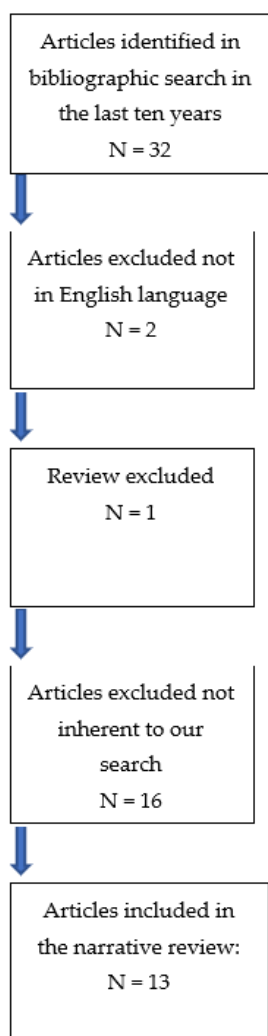 Articles identified in
bibliographic search in
the last ten years
N = 32
Articles excluded not
in English language
N = 2
Review excluded
N = 1
Articles excluded not
inherent to our
search
N = 16
Articles included in
the narrative review:
N = 13